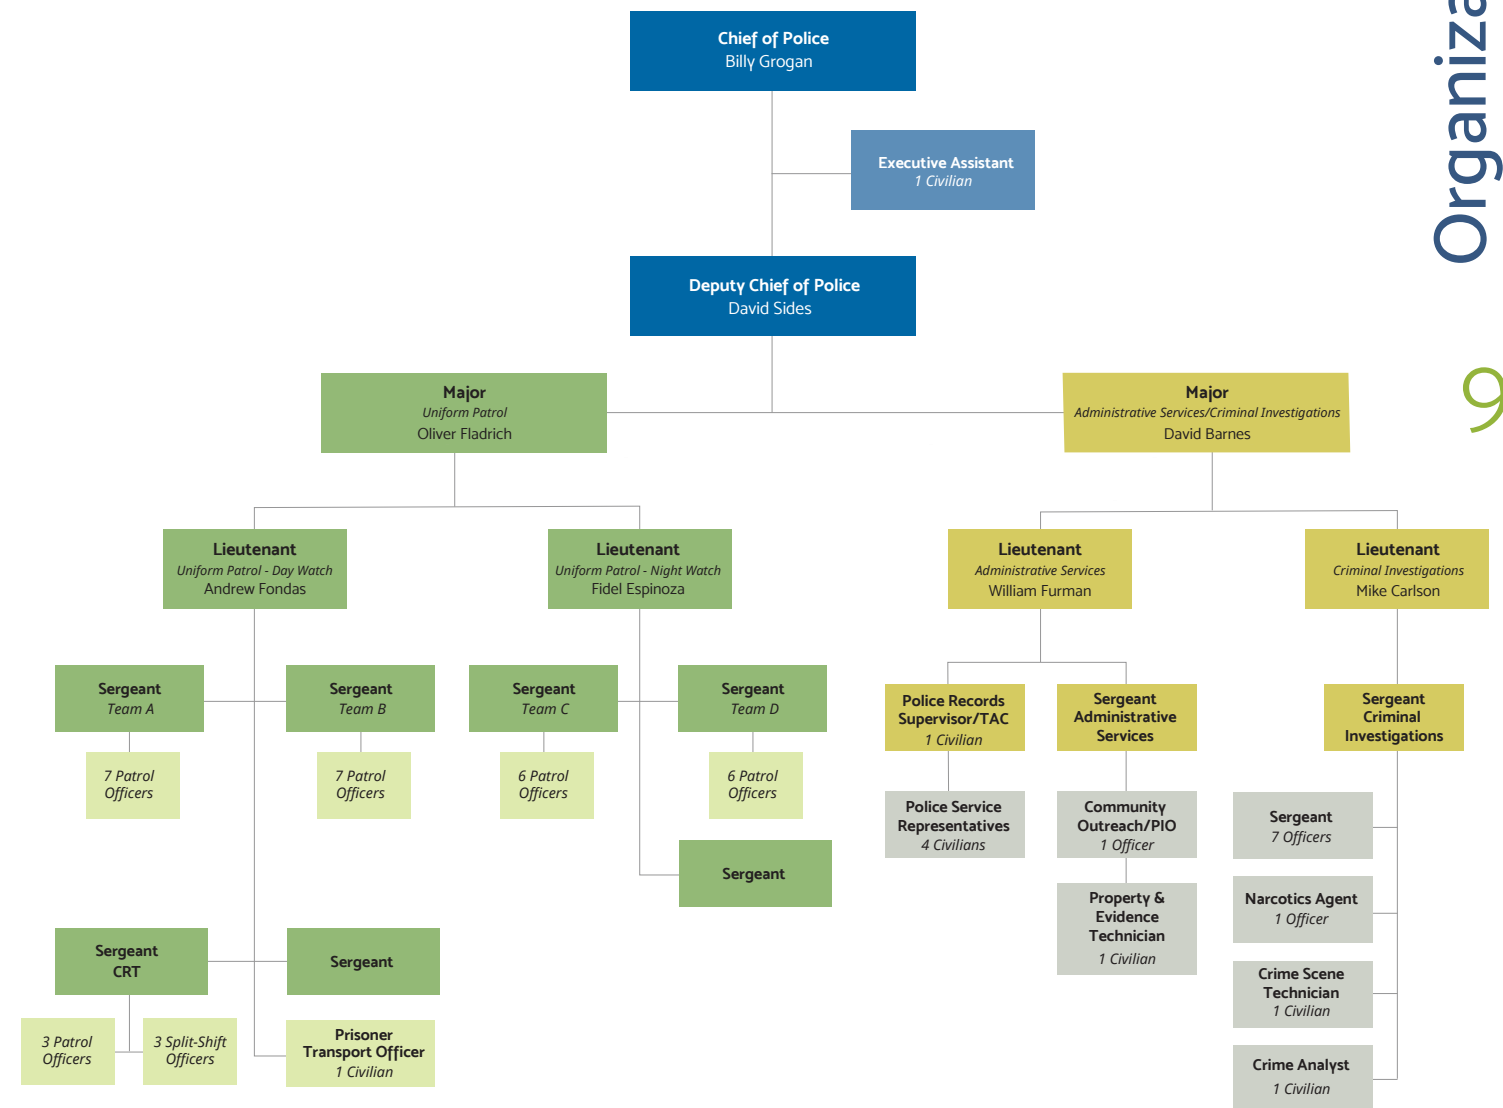 Chief of Police
Billy Grogan
Executive Assistant
1 Civilian
Deputy Chief of Police
David Sides
Major
Uniform Patrol
Oliver Fladrich
Major
Administrative Services/Criminal Investigations
David Barnes
Lieutenant
Uniform Patrol - Day Watch
Andrew Fondas
Lieutenant
Uniform Patrol - Night Watch
Fidel Espinoza
Lieutenant
Administrative Services
William Furman
Lieutenant
Criminal Investigations
Mike Carlson
Sergeant
Team A
Sergeant
Team B
Sergeant
Team C
Sergeant
Team D
7 Patrol
Officers
7 Patrol
Officers
6 Patrol
Officers
6 Patrol
Officers
Sergeant
Sergeant
CRT
Sergeant
3 Patrol
Officers
3 Split-Shift
Officers
Prisoner
Transport Officer
1 Civilian
Police Records
Supervisor/TAC
1 Civilian
Sergeant
Administrative
Services
Sergeant
Criminal
Investigations
Police Service
Representatives
4 Civilians
Community
Outreach/PIO
1 Officer
Property &
Evidence
Technician
1 Civilian
Sergeant
7 Officers
Narcotics Agent
1 Officer
Crime Scene
Technician
1 Civilian
Crime Analyst
1 Civilian
Organiza
9